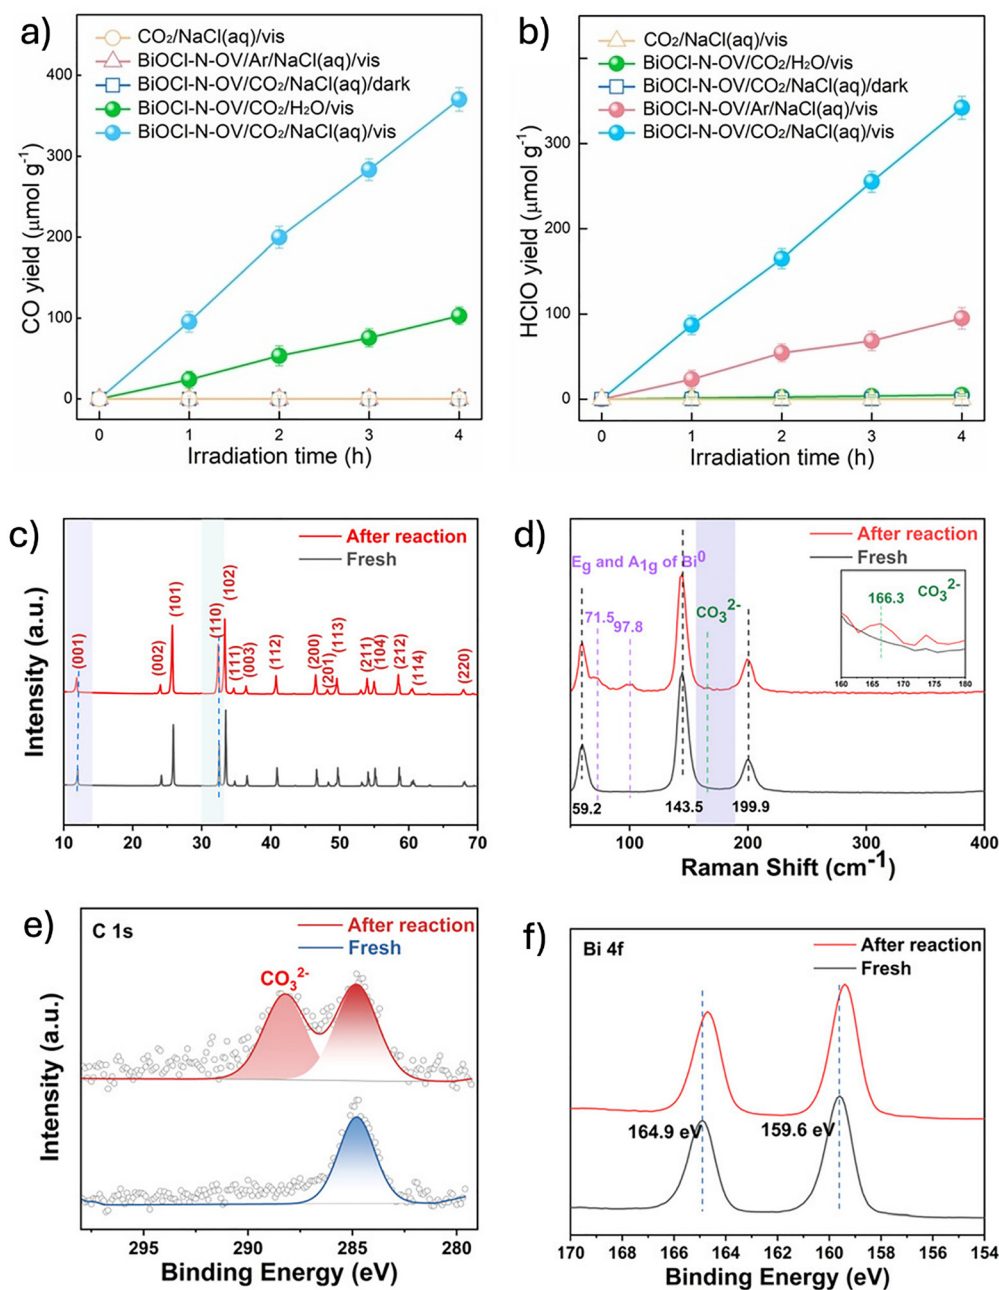 a)
CO₂/NaCl(aq)/vis
BiOCl-N-OV/Ar/NaCl(aq)/vis
BiOCl-N-OV/CO₂/NaCl(aq)/dark
BiOCl-N-OV/CO₂/H₂O/vis
BiOCl-N-OV/CO₂/NaCl(aq)/vis
CO yield (μmol g⁻¹)
400
300
200
100
0
0 1 2 3 4
Irradiation time (h)
b)
CO₂/NaCl(aq)/vis
BiOCl-N-OV/CO₂/H₂O/vis
BiOCl-N-OV/CO₂/NaCl(aq)/dark
BiOCl-N-OV/Ar/NaCl(aq)/vis
BiOCl-N-OV/CO₂/NaCl(aq)/vis
HClO yield (μmol g⁻¹)
300
200
100
0
0 1 2 3 4
Irradiation time (h)
c)
After reaction
Fresh
Intensity (a.u.)
(001)
(002)
(101)
(110)
(102)
(111)
(003)
(112)
(200)
(201)
(113)
(211)
(104)
(212)
(114)
(220)
10 20 30 40 50 60 70
d)
After reaction
Fresh
Eg and A1g of Bi⁰
71.5
97.8
CO₃²⁻
166.3 CO₃²⁻
160 165 170 175 180
59.2
143.5
199.9
100 200 300 400
Raman Shift (cm⁻¹)
e)
C 1s
After reaction
Fresh
CO₃²⁻
Intensity (a.u.)
295 290 285 280
Binding Energy (eV)
f)
Bi 4f
After reaction
Fresh
164.9 eV
159.6 eV
170 168 166 164 162 160 158 156 154
Binding Energy (eV)